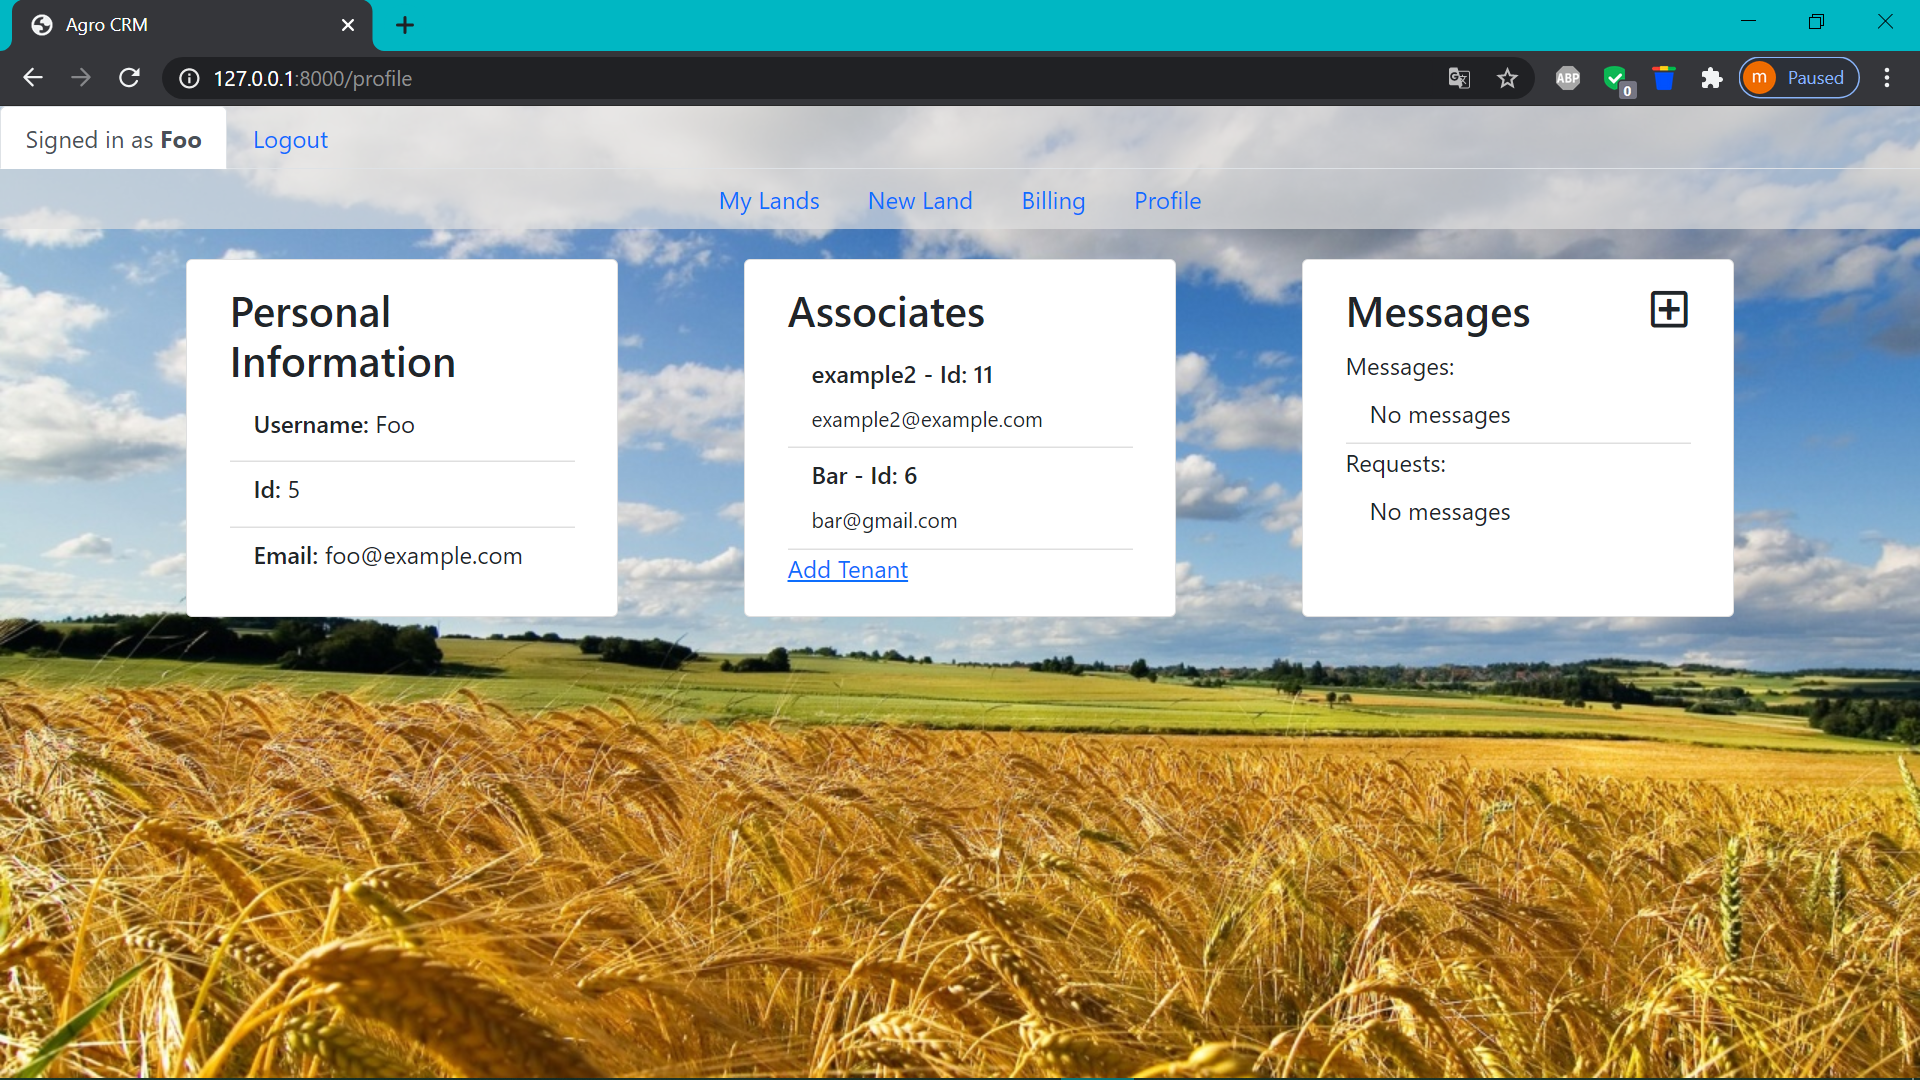 Agro CRM
127.0.0.1:8000/profile
ABP
0
m
Paused
Signed in as Foo
Logout
My Lands
New Land
Billing
Profile
Personal
Information
Username: Foo
Id: 5
Email: foo@example.com
Associates
example2 - Id: 11
example2@example.com
Bar - Id: 6
bar@gmail.com
Add Tenant
Messages
Messages:
No messages
Requests:
No messages